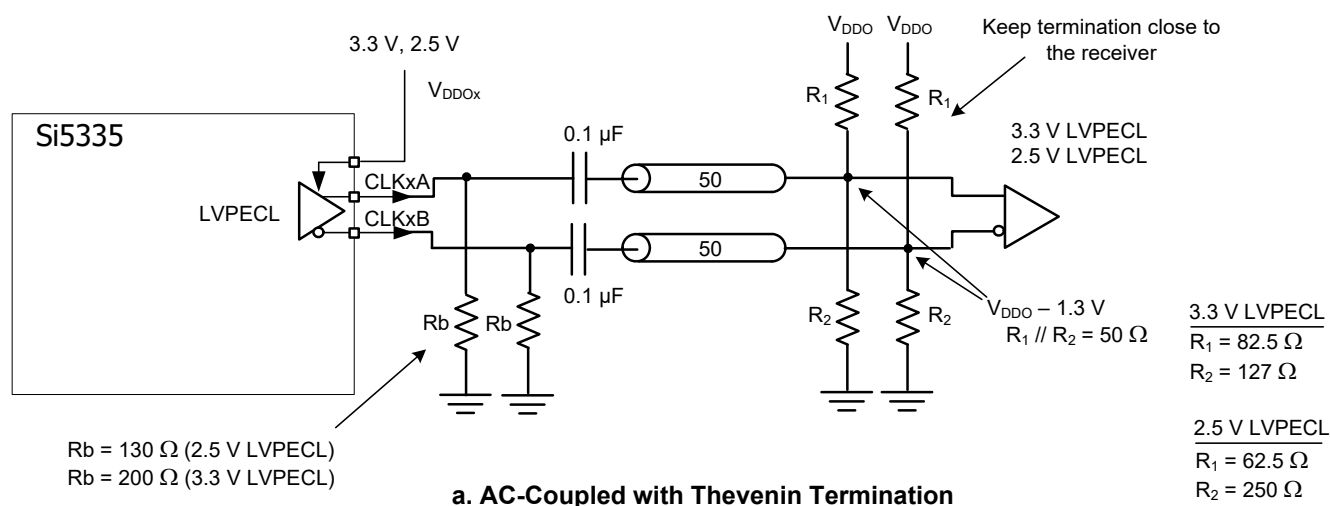 3.3 V, 2.5 V
VDDOx
Si5335
LVPECL
CLKxA
CLKxB
0.1 µF
0.1 µF
50
50
Rb
Rb
Rb = 130 Ω (2.5 V LVPECL)
Rb = 200 Ω (3.3 V LVPECL)
VDDO
VDDO
R1
R1
R2
R2
Keep termination close to
the receiver
3.3 V LVPECL
2.5 V LVPECL
VDDO – 1.3 V
R1 // R2 = 50 Ω
3.3 V LVPECL
R1 = 82.5 Ω
R2 = 127 Ω
2.5 V LVPECL
R1 = 62.5 Ω
R2 = 250 Ω
a. AC-Coupled with Thevenin Termination